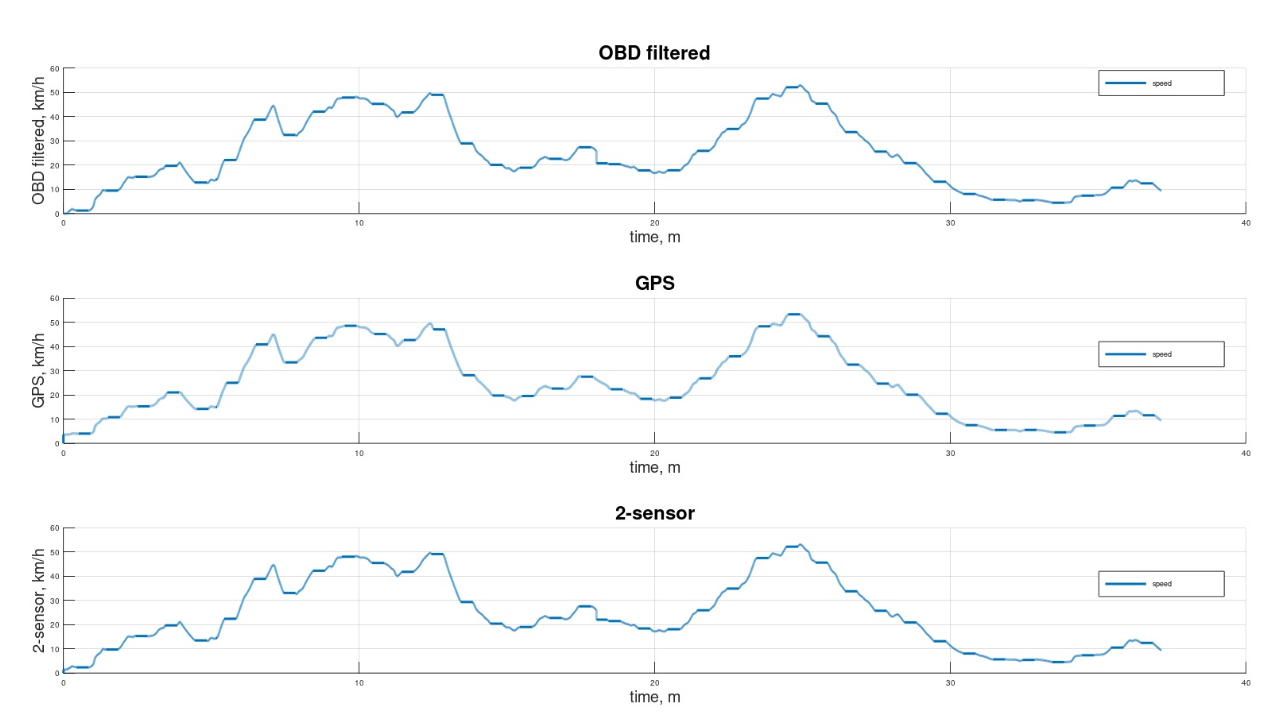 OBD filtered
60
50
40
30
20
10
0
OBD filtered, km/h
speed
0 10 20 30 40
time, m
GPS
60
50
40
30
20
10
0
GPS, km/h
speed
0 10 20 30 40
time, m
2-sensor
60
50
40
30
20
10
0
2-sensor, km/h
speed
0 10 20 30 40
time, m